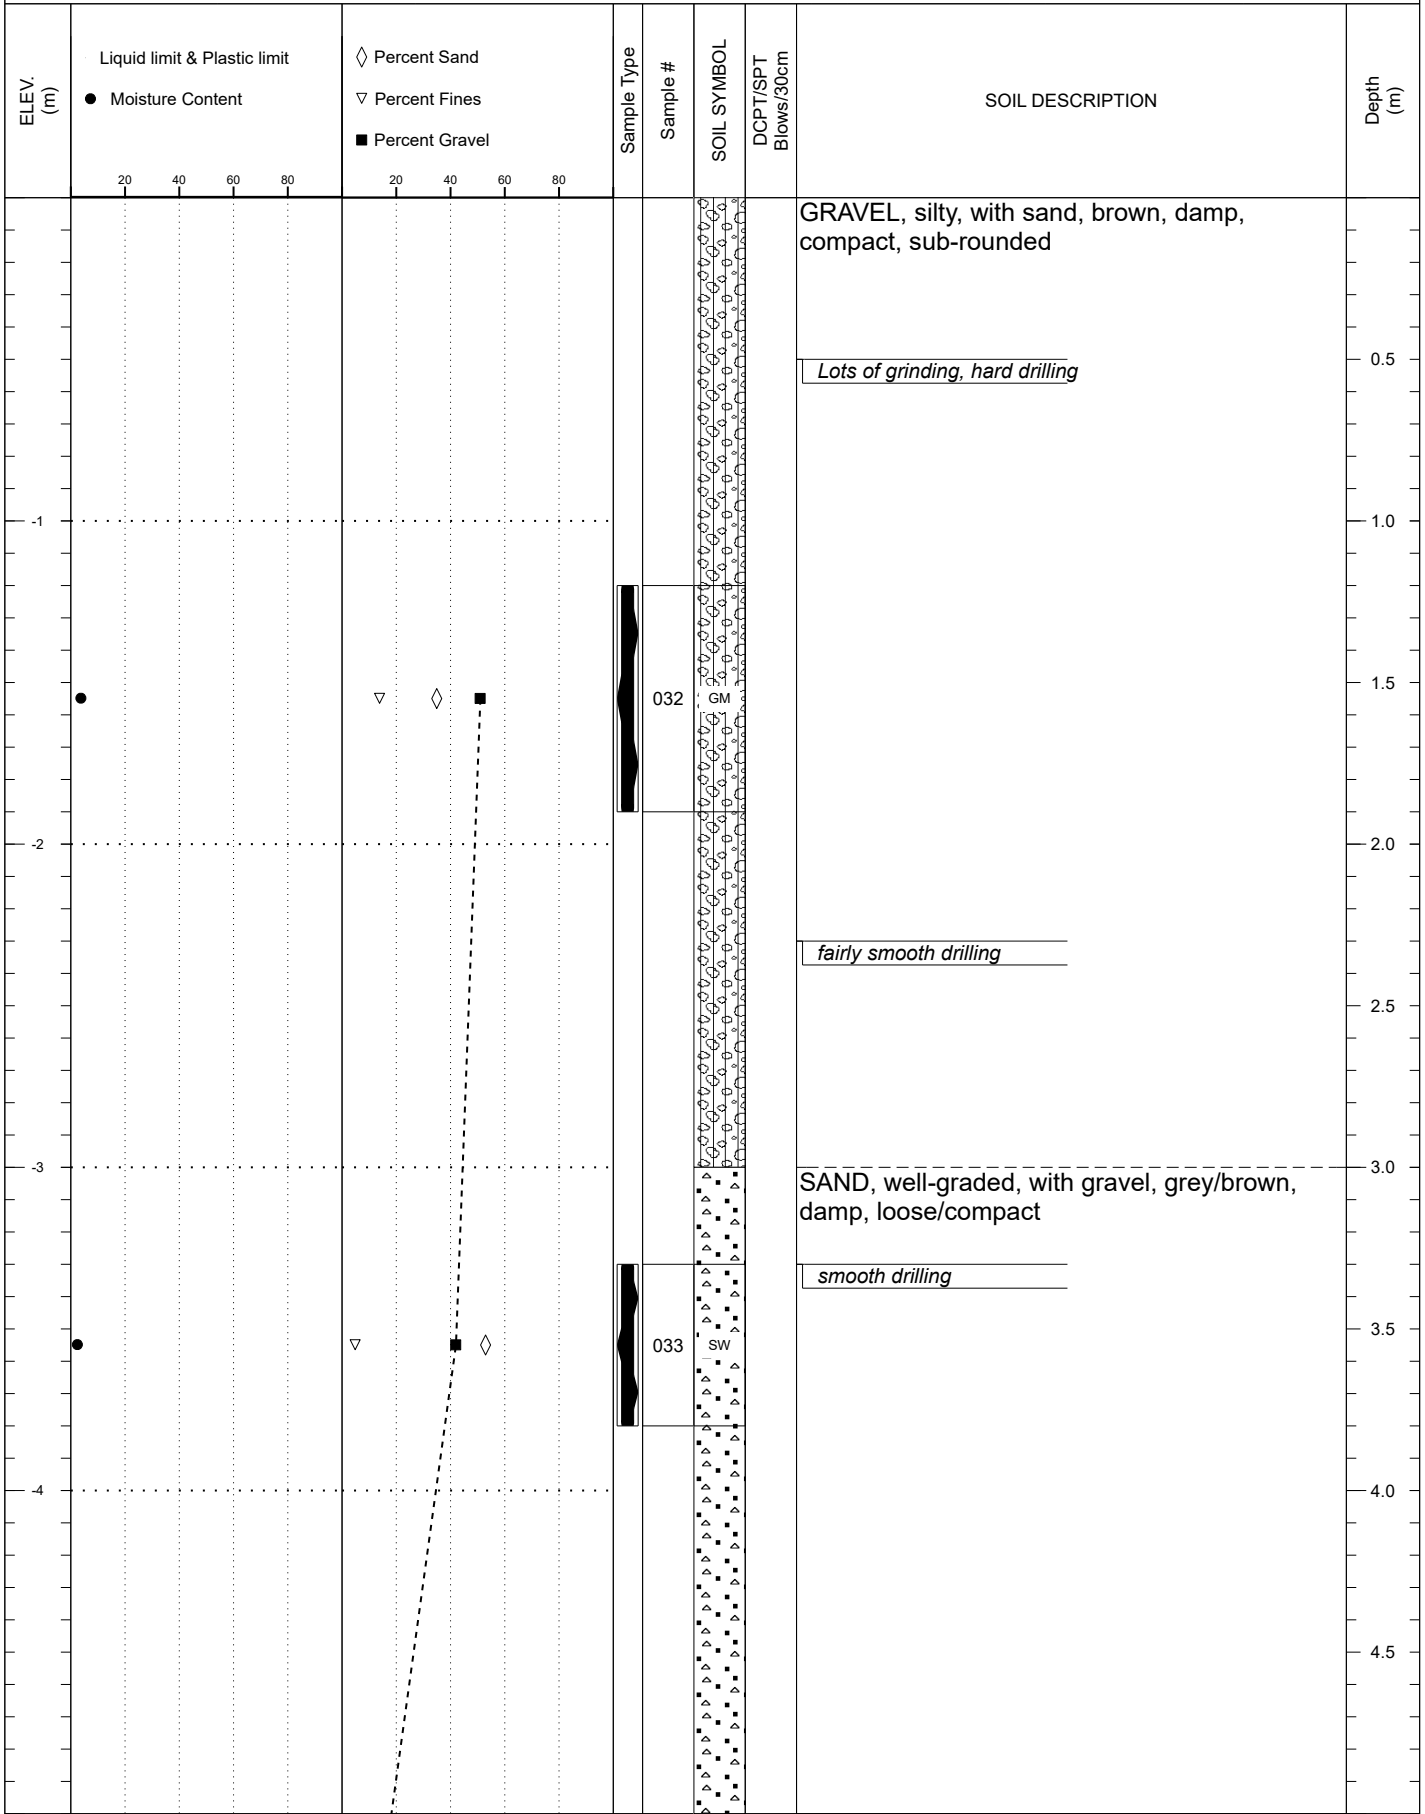 ELEV.
(m)
Liquid limit & Plastic limit
Moisture Content
Percent Sand
Percent Fines
Percent Gravel
Sample Type
Sample #
SOIL SYMBOL
DCPT/SPT
Blows/30cm
SOIL DESCRIPTION
Depth
(m)
20 40 60 80
20 40 60 80
GRAVEL, silty, with sand, brown, damp,
compact, sub-rounded
Lots of grinding, hard drilling
0.5
-1
1.0
032
GM
1.5
-2
2.0
fairly smooth drilling
2.5
-3
3.0
SAND, well-graded, with gravel, grey/brown,
damp, loose/compact
smooth drilling
033
SW
3.5
-4
4.0
4.5